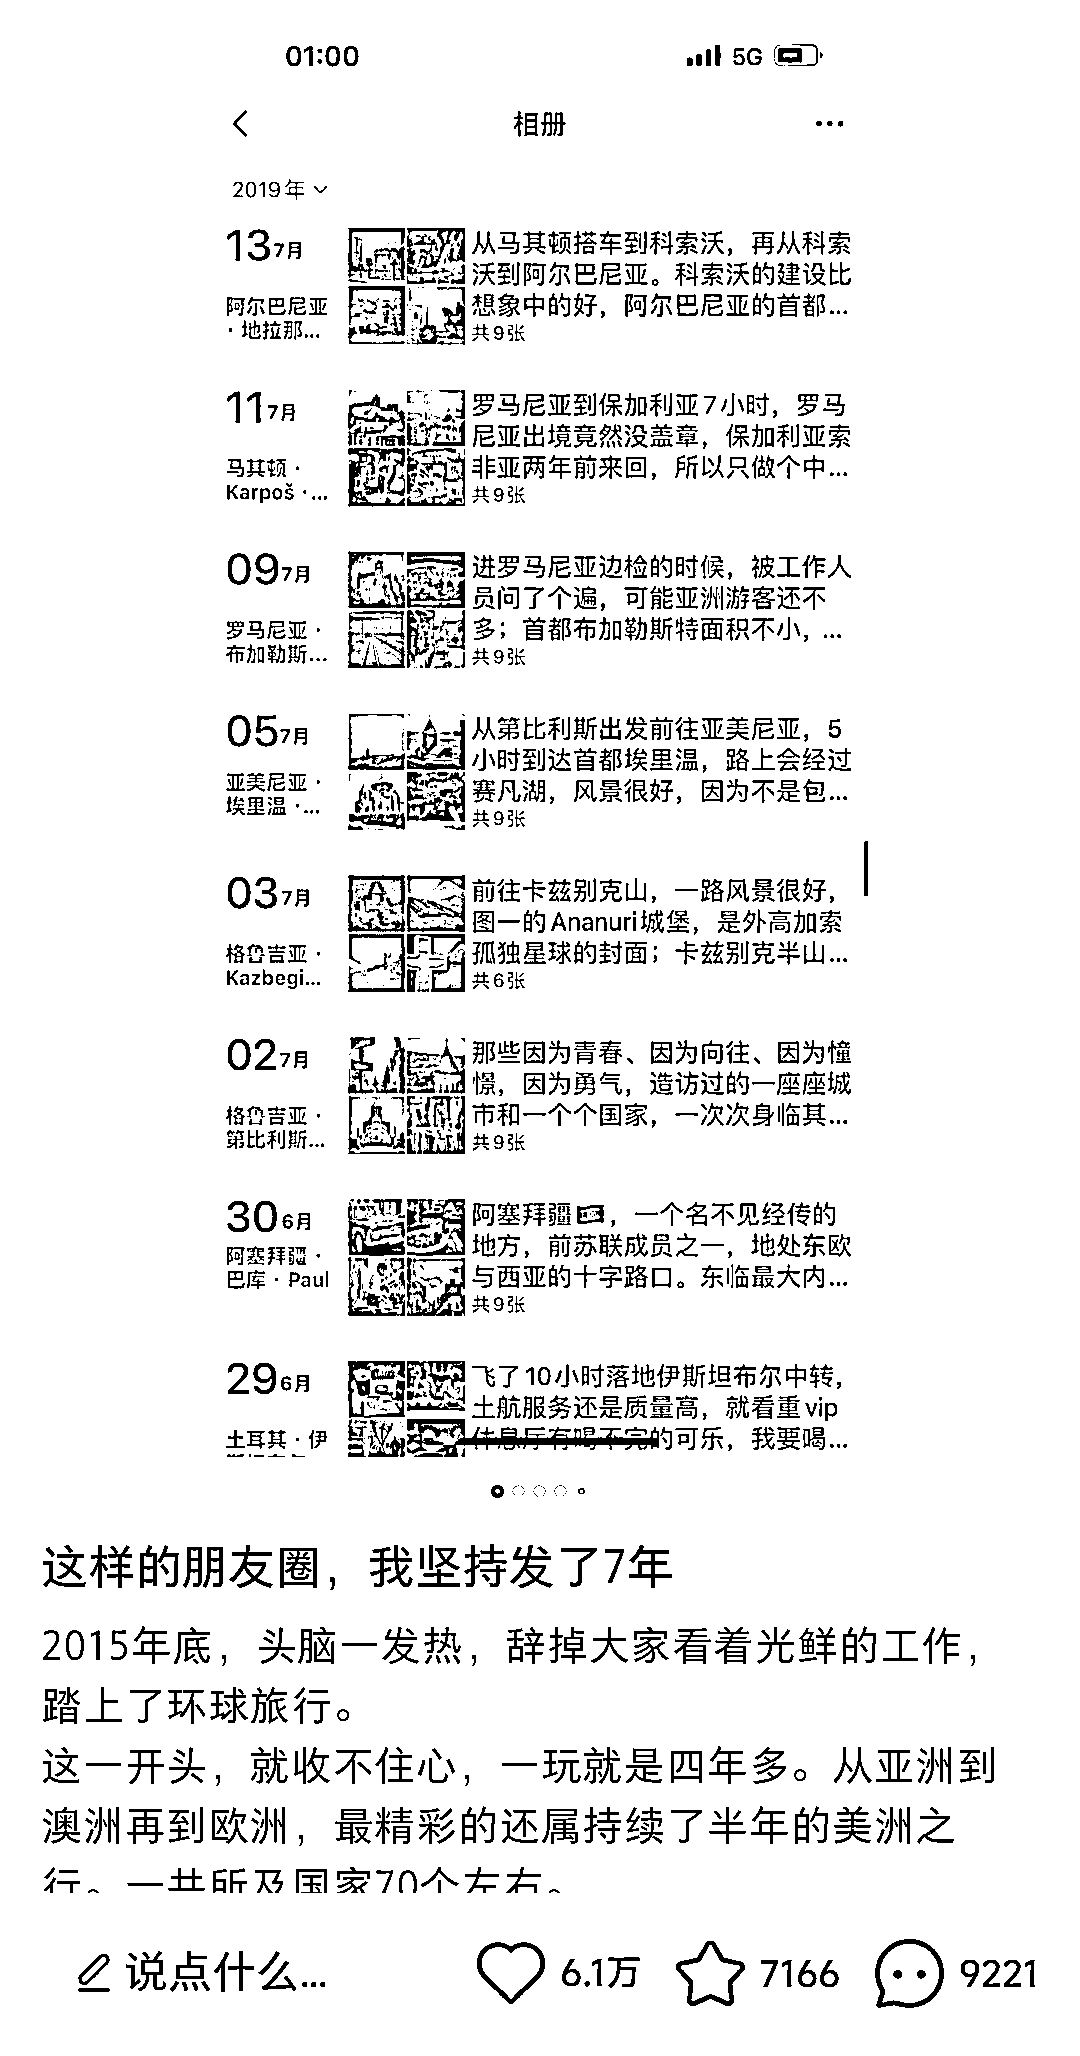 01:00
5G
相册
2019年
13 7月
阿尔巴尼亚
·地拉那...
从马其顿搭车到科索沃，再从科索
沃到阿尔巴尼亚。科索沃的建设比
想象中的好，阿尔巴尼亚的首都...
共9张
11 7月
马其顿·
Karpoš ·...
罗马尼亚到保加利亚7小时，罗马
尼亚出境竟然没盖章，保加利亚索
非亚两年前来回，所以只做个中...
共9张
09 7月
罗马尼亚·
布加勒斯...
进罗马尼亚边检的时候，被工作人
员问了个遍，可能亚洲游客还不
多；首都布加勒斯特面积不小，...
共9张
05 7月
亚美尼亚·
埃里温·...
从第比利斯出发前往亚美尼亚，5
小时到达首都埃里温，路上会经过
赛凡湖，风景很好，因为不是包...
共9张
03 7月
格鲁吉亚·
Kazbegi...
前往卡兹别克山，一路风景很好，
图一的Ananuri城堡，是外高加索
孤独星球的封面；卡兹别克半山...
共6张
02 7月
格鲁吉亚·
第比利斯...
那些因为青春、因为向往、因为憧
憬，因为勇气，造访过的一座座城
市和一个个国家，一次次身临其...
共9张
30 6月
阿塞拜疆·
巴库·Paul
阿塞拜疆，一个名不见经传的
地方，前苏联成员之一，地处东欧
与西亚的十字路口。东临最大内...
共9张
29 6月
土耳其·伊
飞了10小时落地伊斯坦布尔中转，
土航服务还是质量高，就看重vip
休息厅有喝不完的可乐，我要喝...
这样的朋友圈，我坚持发了7年
2015年底，头脑一发热，辞掉大家看着光鲜的工作，
踏上了环球旅行。
这一开头，就收不住心，一玩就是四年多。从亚洲到
澳洲再到欧洲，最精彩的还属持续了半年的美洲之
行。一共所及国家70个左右。
说点什么...
6.1万
7166
9221